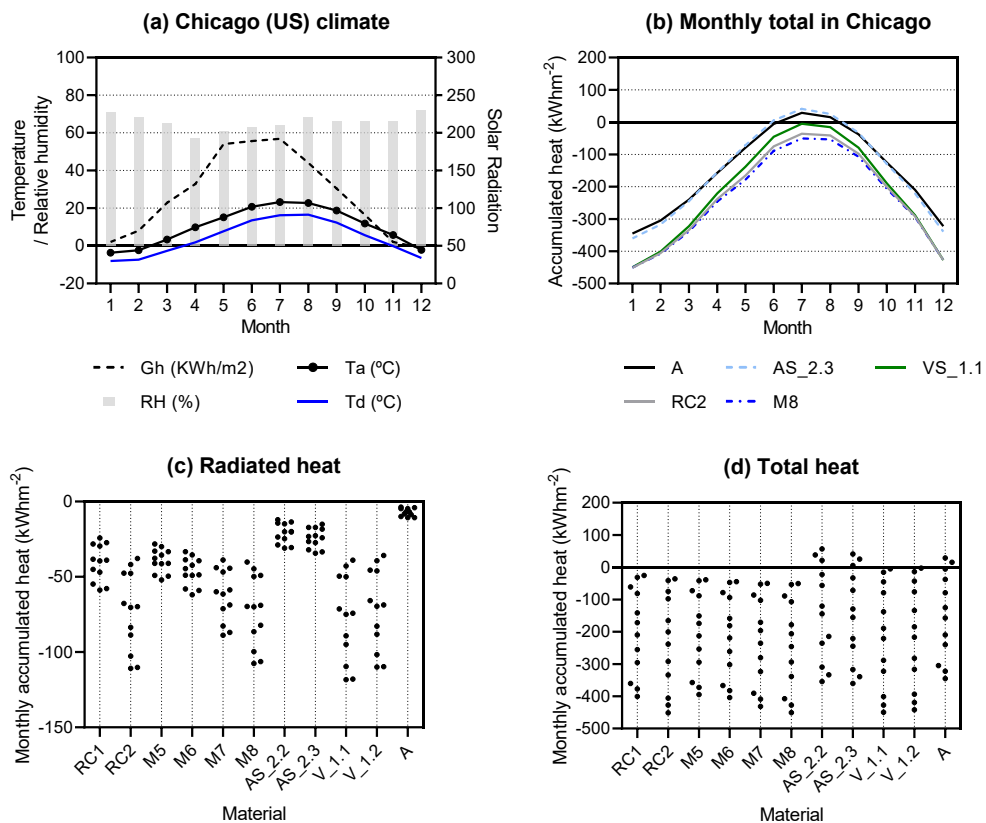 (a) Chicago (US) climate
100
80
60
40
20
0
-20
300
250
200
150
100
50
0
Temperature
/ Relative humidity
Solar Radiation
1 2 3 4 5 6 7 8 9 10 11 12
Month
Gh (KWh/m2)
Ta (ºC)
RH (%)
Td (ºC)
(b) Monthly total in Chicago
200
100
0
-100
-200
-300
-400
-500
Accumulated heat (kWhm-2)
1 2 3 4 5 6 7 8 9 10 11 12
Month
A
AS_2.3
VS_1.1
RC2
M8
(c) Radiated heat
0
-50
-100
-150
Monthly accumulated heat (kWhm-2)
RC1 RC2 M5 M6 M7 M8 AS_2.2 AS_2.3 V_1.1 V_1.2 A
Material
(d) Total heat
200
100
0
-100
-200
-300
-400
-500
Monthly accumulated heat (kWhm-2)
RC1 RC2 M5 M6 M7 M8 AS_2.2 AS_2.3 V_1.1 V_1.2 A
Material